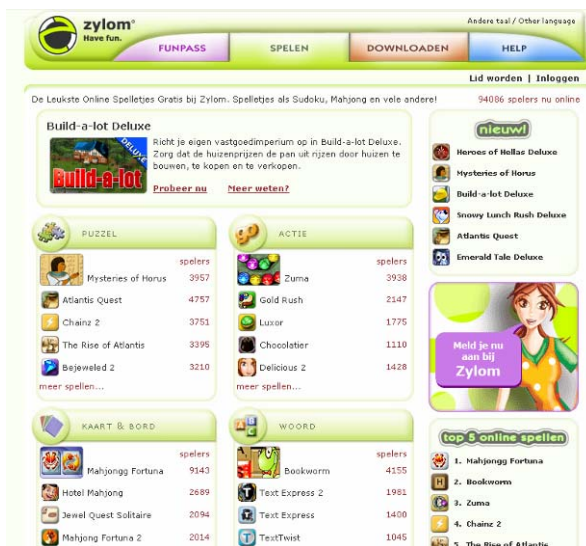 zylom®
Have fun.
Andere taal / Other language
FUNPASS
SPELEN
DOWNLOADEN
HELP
Lid worden | Inloggen
De Leukste Online Spelletjes Gratis bij Zylom. Spelletjes als Sudoku, Mahjong en vele andere!
94086 spelers nu online
Build-a-lot Deluxe
DELUXE
Build-a-lot
Richt je eigen vastgoedimperium op in Build-a-lot Deluxe.
Zorg dat de huizenprijzen de pan uit rijzen door huizen te
bouwen, te kopen en te verkopen.
Probeer nu Meer weten?
nieuw!
Heroes of Hellas Deluxe
Mysteries of Horus
Build-a-lot Deluxe
Snowy Lunch Rush Deluxe
Atlantis Quest
Emerald Tale Deluxe
PUZZEL
spelers
Mysteries of Horus 3957
Atlantis Quest 4757
Chainz 2 3751
The Rise of Atlantis 3395
Bejeweled 2 3210
meer spellen...
ACTIE
spelers
Zuma 3938
Gold Rush 2147
Luxor 1775
Chocolatier 1110
Delicious 2 1428
meer spellen...
Meld je nu
aan bij
Zylom
KAART & BORD
spelers
Mahjongg Fortuna 9143
Hotel Mahjong 2689
Jewel Quest Solitaire 2094
Mahjong Fortuna 2 2014
WOORD
spelers
Bookworm 4155
Text Express 2 1981
Text Express 1400
TextTwist 1045
top 5 online spellen
1. Mahjongg Fortuna
2. Bookworm
3. Zuma
4. Chainz 2
5. The Rise of Atlantis